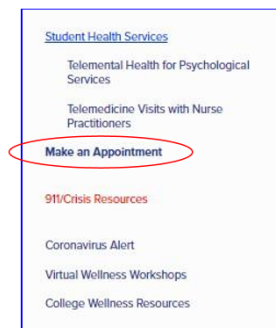 Student Health Services
Telemental Health for Psychological
Services
Telemedicine Visits with Nurse
Practitioners
Make an Appointment
911/Crisis Resources
Coronavirus Alert
Virtual Wellness Workshops
College Wellness Resources